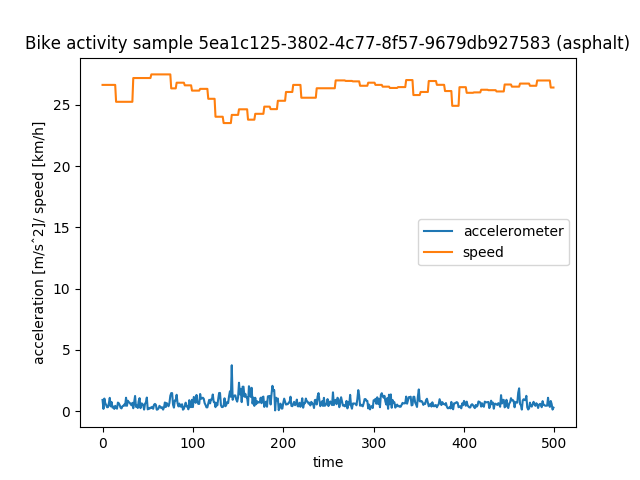 Bike activity sample 5ea1c125-3802-4c77-8f57-9679db927583 (asphalt)
acceleration [m/s^2]/ speed [km/h]
25
20
15
10
5
0
accelerometer
speed
0 100 200 300 400 500
time